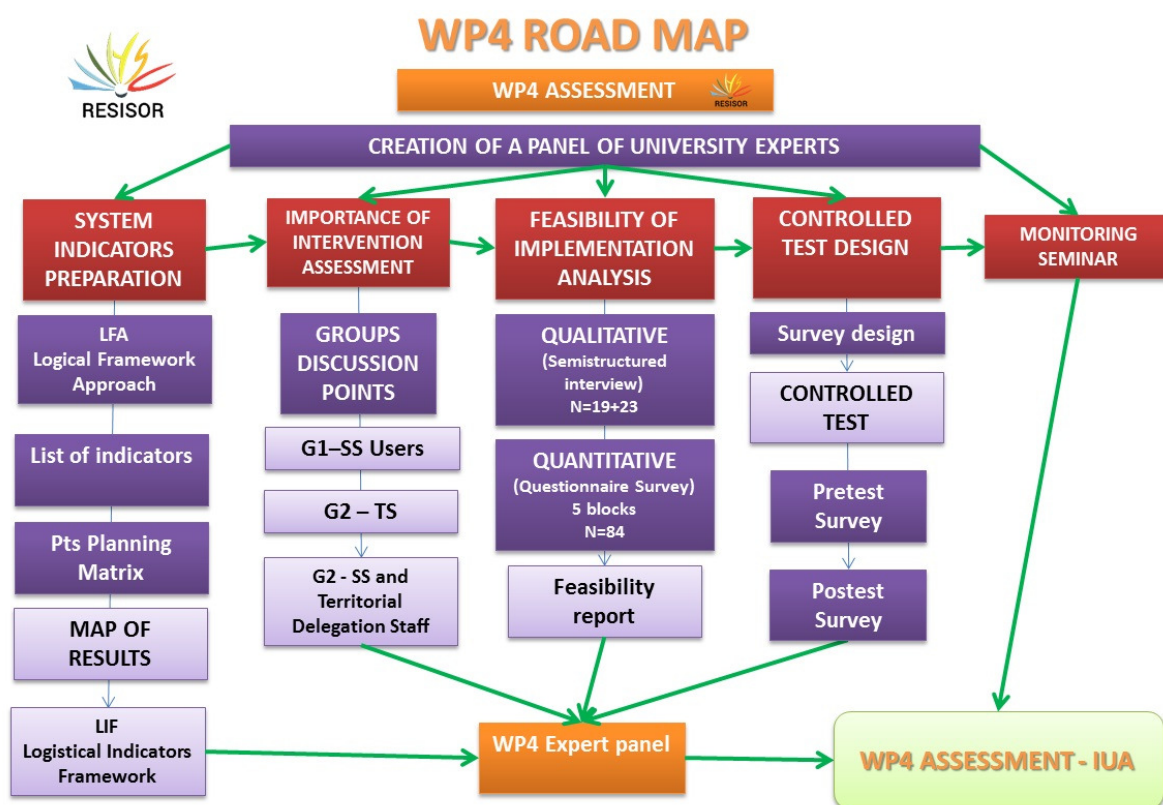 WP4 ROAD MAP
RESISOR
WP4 ASSESSMENT
CREATION OF A PANEL OF UNIVERSITY EXPERTS
SYSTEM
INDICATORS
PREPARATION
LFA
Logical Framework
Approach
List of indicators
Pts Planning
Matrix
MAP OF
RESULTS
LIF
Logistical Indicators
Framework
IMPORTANCE OF
INTERVENTION
ASSESSMENT
GROUPS
DISCUSSION
POINTS
G1–SS Users
G2 – TS
G2 - SS and
Territorial
Delegation Staff
FEASIBILITY OF
IMPLEMENTATION
ANALYSIS
QUALITATIVE
(Semistructured
interview)
N=19+23
QUANTITATIVE
(Questionnaire Survey)
5 blocks
N=84
Feasibility
report
CONTROLLED
TEST DESIGN
Survey design
CONTROLLED
TEST
Pretest
Survey
Postest
Survey
MONITORING
SEMINAR
WP4 Expert panel
WP4 ASSESSMENT - IUA